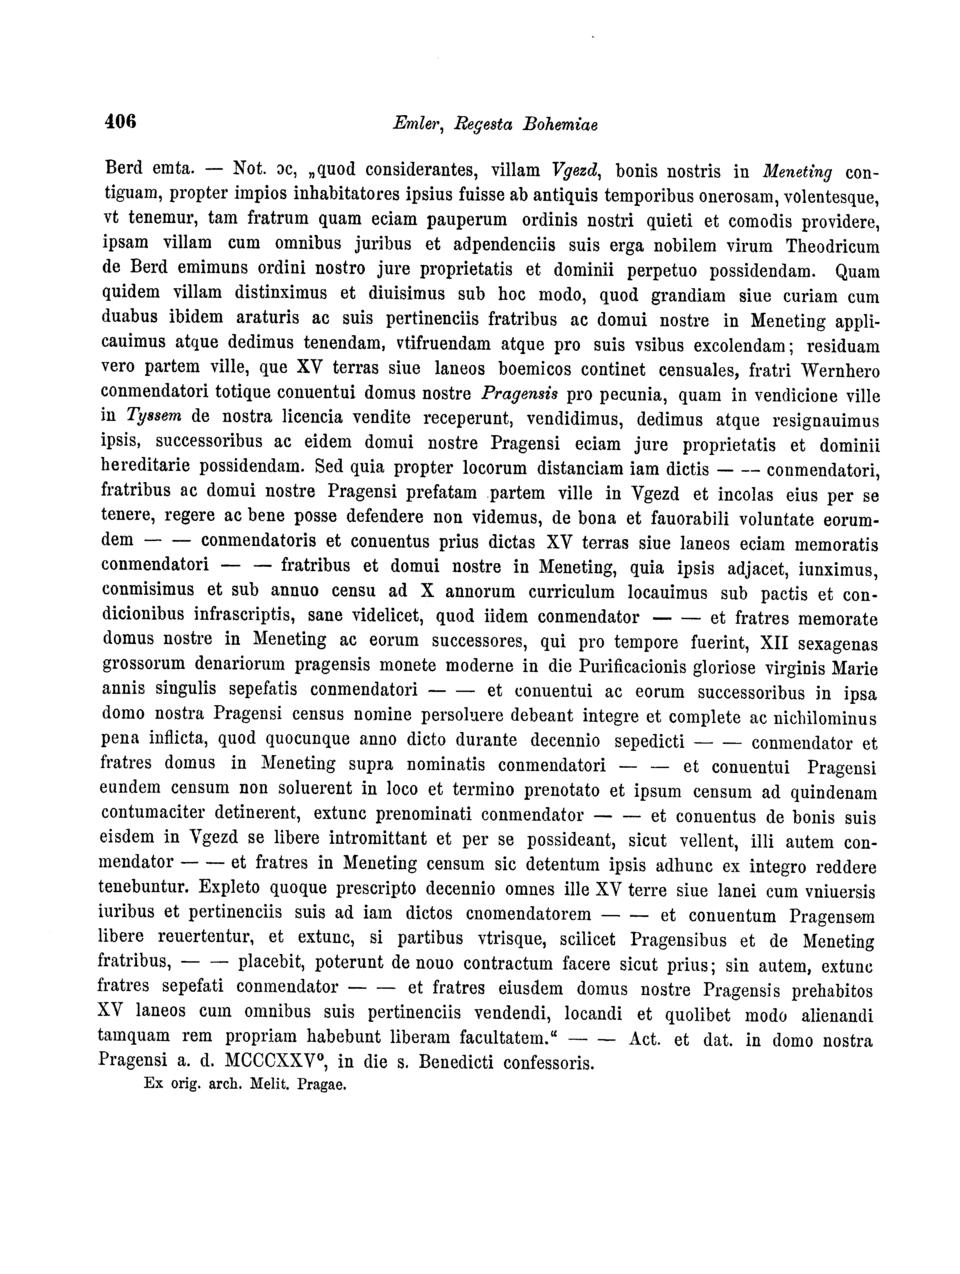 406 Emler, Regesta Bohemiae
Berd emta. — Not. ɔc, „quod considerantes, villam Vgezd, bonis nostris in Meneting con-
tiguam, propter impios inhabitatores ipsius fuisse ab antiquis temporibus onerosam, volentesque,
vt tenemur, tam fratrum quam eciam pauperum ordinis nostri quieti et comodis providere,
ipsam villam cum omnibus juribus et adpendenciis suis erga nobilem virum Theodricum
de Berd emimuns ordini nostro jure proprietatis et dominii perpetuo possidendam. Quam
quidem villam distinximus et diuisimus sub hoc modo, quod grandiam siue curiam cum
duabus ibidem araturis ac suis pertinenciis fratribus ac domui nostre in Meneting appli-
cauimus atque dedimus tenendam, vtifruendam atque pro suis vsibus excolendam; residuam
vero partem ville, que XV terras siue laneos boemicos continet censuales, fratri Wernhero
conmendatori totique conuentui domus nostre Pragensis pro pecunia, quam in vendicione ville
in Tyssem de nostra licencia vendite receperunt, vendidimus, dedimus atque resignauimus
ipsis, successoribus ac eidem domui nostre Pragensi eciam jure proprietatis et dominii
hereditarie possidendam. Sed quia propter locorum distanciam iam dictis — — conmendatori,
fratribus ac domui nostre Pragensi prefatam partem ville in Vgezd et incolas eius per se
tenere, regere ac bene posse defendere non videmus, de bona et fauorabili voluntate eorum-
dem — — conmendatoris et conuentus prius dictas XV terras siue laneos eciam memoratis
conmendatori — — fratribus et domui nostre in Meneting, quia ipsis adjacet, iunximus,
conmisimus et sub annuo censu ad X annorum curriculum locauimus sub pactis et con-
dicionibus infrascriptis, sane videlicet, quod iidem conmendator — — et fratres memorate
domus nostre in Meneting ac eorum successores, qui pro tempore fuerint, XII sexagenas
grossorum denariorum pragensis monete moderne in die Purificacionis gloriose virginis Marie
annis singulis sepefatis conmendatori — — et conuentui ac eorum successoribus in ipsa
domo nostra Pragensi census nomine persoluere debeant integre et complete ac nichilominus
pena inflicta, quod quocunque anno dicto durante decennio sepedicti — — conmendator et
fratres domus in Meneting supra nominatis conmendatori — — et conuentui Pragensi
eundem censum non soluerent in loco et termino prenotato et ipsum censum ad quindenam
contumaciter detinerent, extunc prenominati conmendator — — et conuentus de bonis suis
eisdem in Vgezd se libere intromittant et per se possideant, sicut vellent, illi autem con-
mendator — — et fratres in Meneting censum sic detentum ipsis adhunc ex integro reddere
tenebuntur. Expleto quoque prescripto decennio omnes ille XV terre siue lanei cum vniuersis
iuribus et pertinenciis suis ad iam dictos cnomendatorem — — et conuentum Pragensem
libere reuertentur, et extunc, si partibus vtrisque, scilicet Pragensibus et de Meneting
fratribus, — — placebit, poterunt de nouo contractum facere sicut prius; sin autem, extunc
fratres sepefati conmendator — — et fratres eiusdem domus nostre Pragensis prehabitos
XV laneos cum omnibus suis pertinenciis vendendi, locandi et quolibet modo alienandi
tamquam rem propriam habebunt liberam facultatem.“ — — Act. et dat. in domo nostra
Pragensi a. d. MCCCXXV⁰, in die s. Benedicti confessoris.
Ex orig. arch. Melit. Pragae.